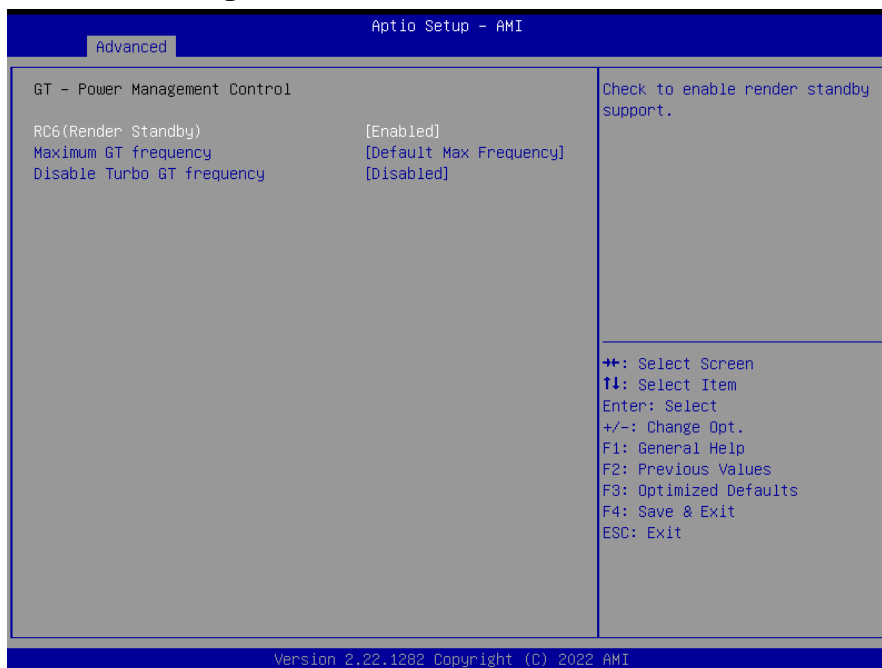 Aptio Setup – AMI
Advanced
GT – Power Management Control
RC6(Render Standby) [Enabled]
Maximum GT frequency [Default Max Frequency]
Disable Turbo GT frequency [Disabled]
Check to enable render standby
support.
→←: Select Screen
↑↓: Select Item
Enter: Select
+/-: Change Opt.
F1: General Help
F2: Previous Values
F3: Optimized Defaults
F4: Save & Exit
ESC: Exit
Version 2.22.1282 Copyright (C) 2022 AMI